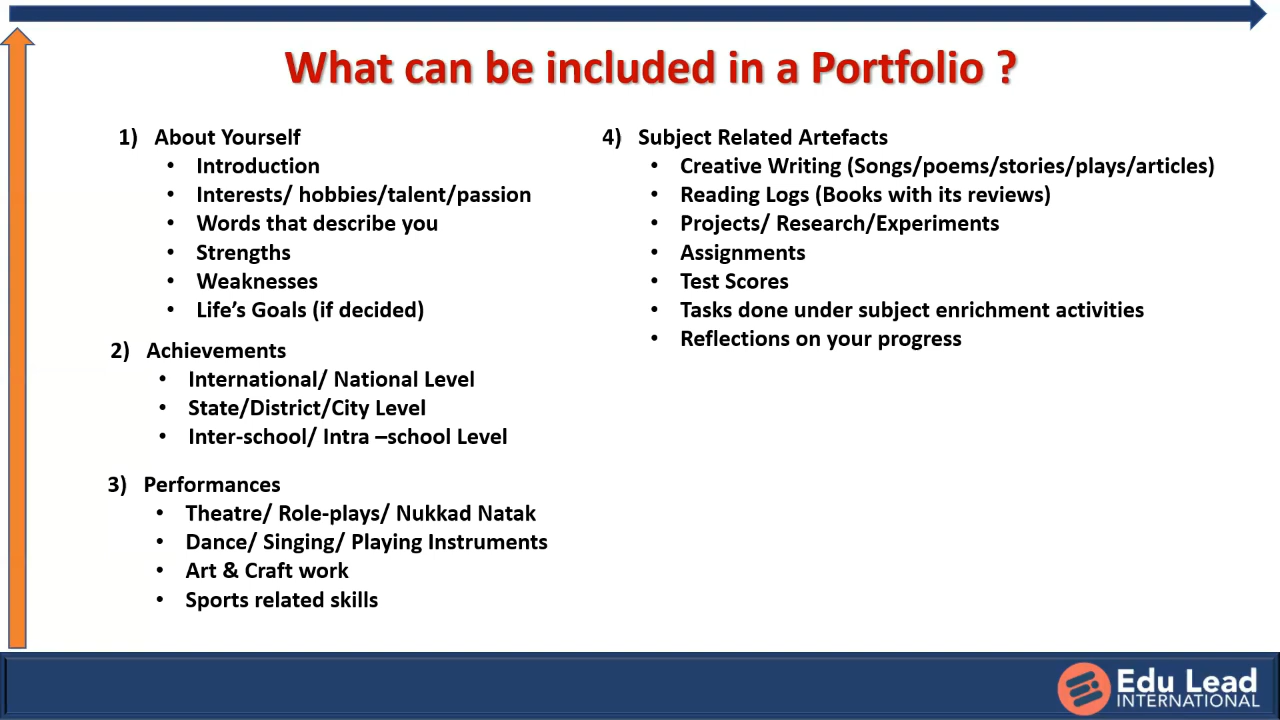 What can be included in a Portfolio ?
1) About Yourself
• Introduction
• Interests/ hobbies/talent/passion
• Words that describe you
• Strengths
• Weaknesses
• Life's Goals (if decided)
2) Achievements
• International/ National Level
• State/District/City Level
• Inter-school/ Intra –school Level
3) Performances
• Theatre/ Role-plays/ Nukkad Natak
• Dance/ Singing/ Playing Instruments
• Art & Craft work
• Sports related skills
4) Subject Related Artefacts
• Creative Writing (Songs/poems/stories/plays/articles)
• Reading Logs (Books with its reviews)
• Projects/ Research/Experiments
• Assignments
• Test Scores
• Tasks done under subject enrichment activities
• Reflections on your progress
Edu Lead
INTERNATIONAL